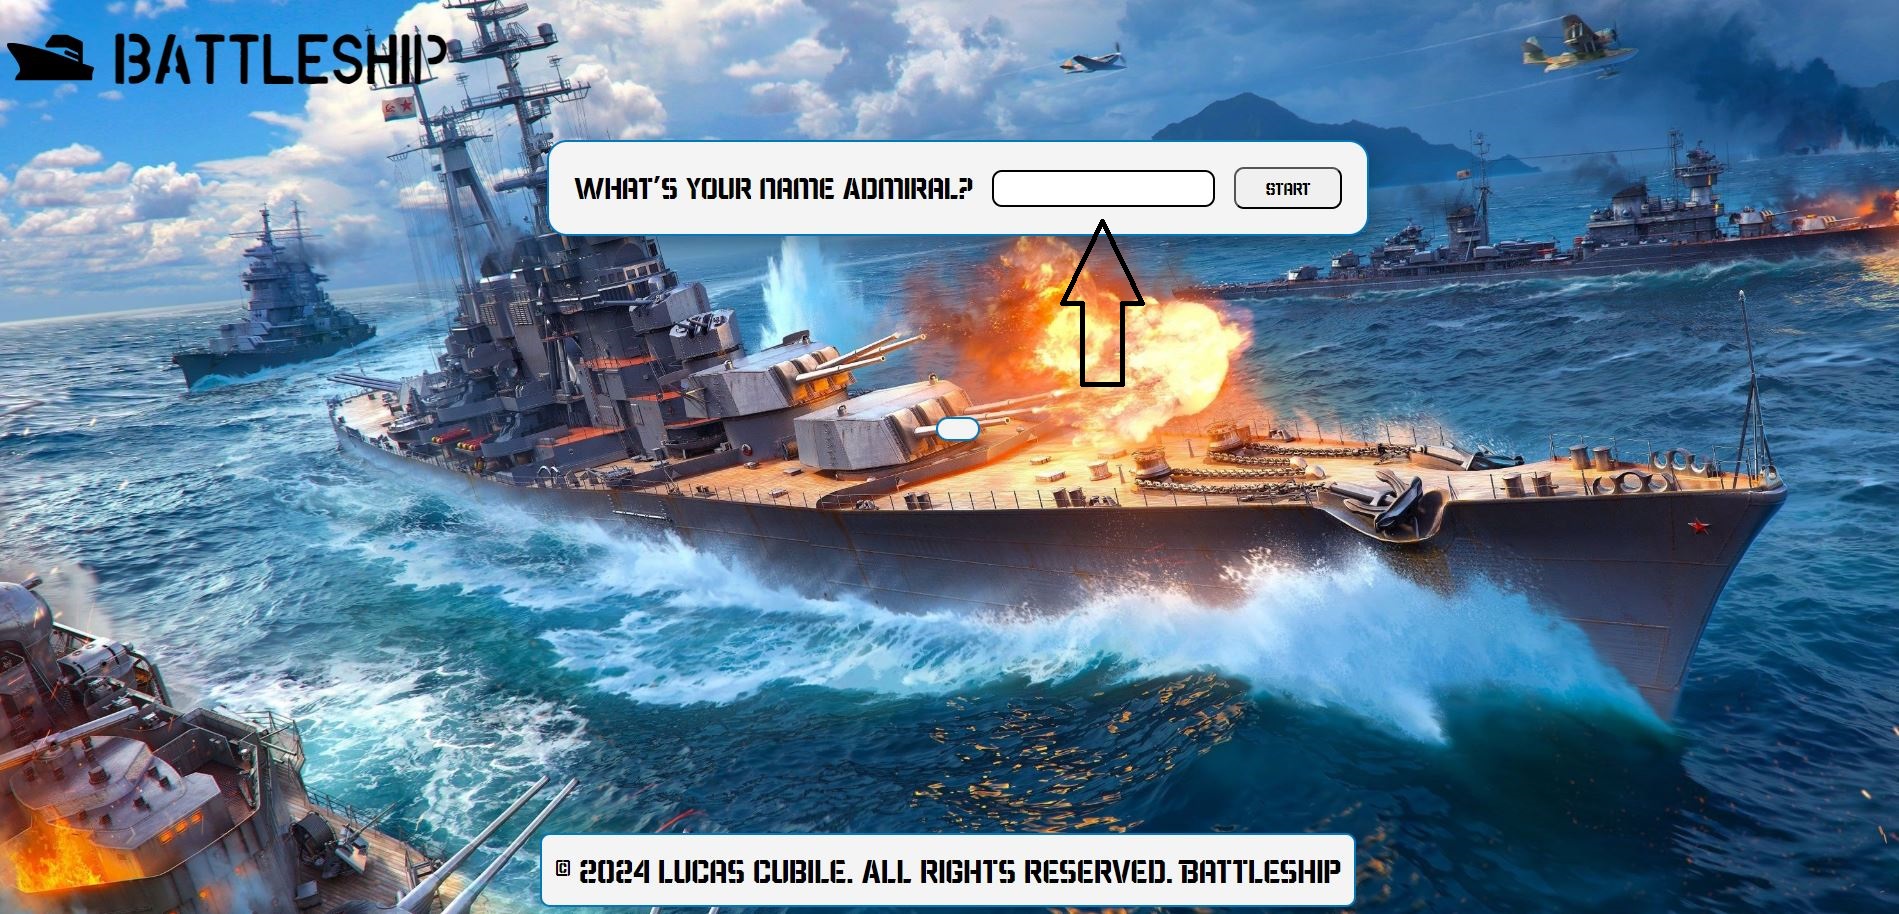 BATTLESHIP
WHAT'S YOUR NAME ADMIRAL?
START
© 2024 LUCAS CUBILE. ALL RIGHTS RESERVED. BATTLESHIP